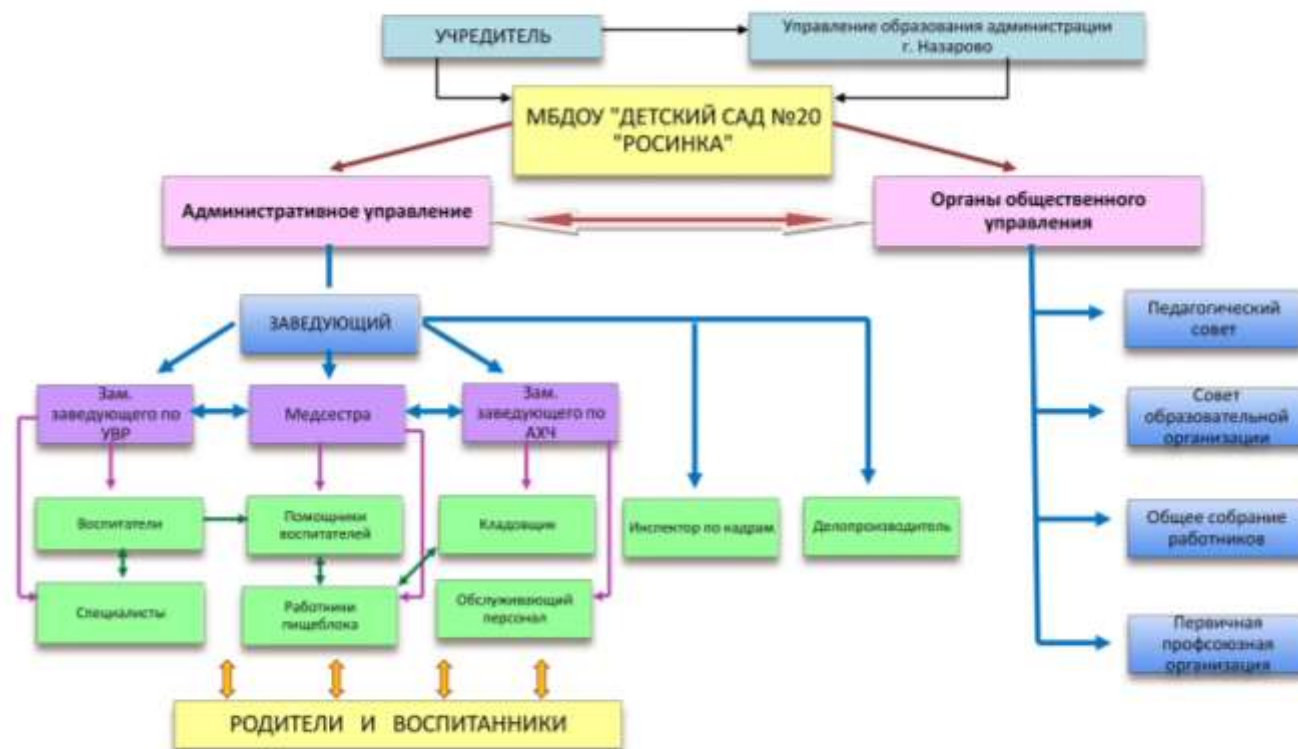 УЧРЕДИТЕЛЬ
Управление образования администрации
г. Назарово
МБДОУ "ДЕТСКИЙ САД №20
"РОСИНКА"
Административное управление
Органы общественного
управления
ЗАВЕДУЮЩИЙ
Педагогический
совет
Зам.
заведующего по
УВР
Медсестра
Зам.
заведующего по
АХЧ
Совет
образовательной
организации
Воспитатели
Помощники
воспитателей
Кладовщик
Инспектор по кадрам
Делопроизводитель
Общее собрание
работников
Специалисты
Работники
пищеблока
Обслуживающий
персонал
Первичная
профсоюзная
организация
РОДИТЕЛИ И ВОСПИТАННИКИ